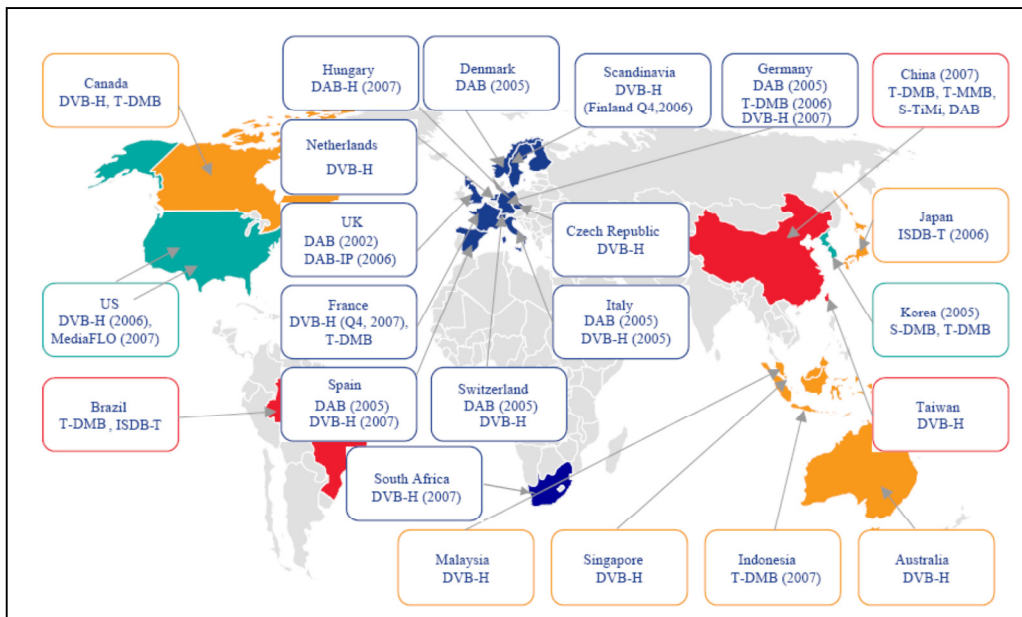 Canada
DVB-H, T-DMB
Hungary
DAB-H (2007)
Denmark
DAB (2005)
Scandinavia
DVB-H
(Finland Q4,2006)
Germany
DAB (2005)
T-DMB (2006)
DVB-H (2007)
China (2007)
T-DMB, T-MMB,
S-TiMi, DAB
Netherlands
DVB-H
UK
DAB (2002)
DAB-IP (2006)
Czech Republic
DVB-H
Japan
ISDB-T (2006)
US
DVB-H (2006),
MediaFLO (2007)
France
DVB-H (Q4, 2007),
T-DMB
Italy
DAB (2005)
DVB-H (2005)
Korea (2005)
S-DMB, T-DMB
Brazil
T-DMB , ISDB-T
Spain
DAB (2005)
DVB-H (2007)
Switzerland
DAB (2005)
DVB-H
Taiwan
DVB-H
South Africa
DVB-H (2007)
Malaysia
DVB-H
Singapore
DVB-H
Indonesia
T-DMB (2007)
Australia
DVB-H